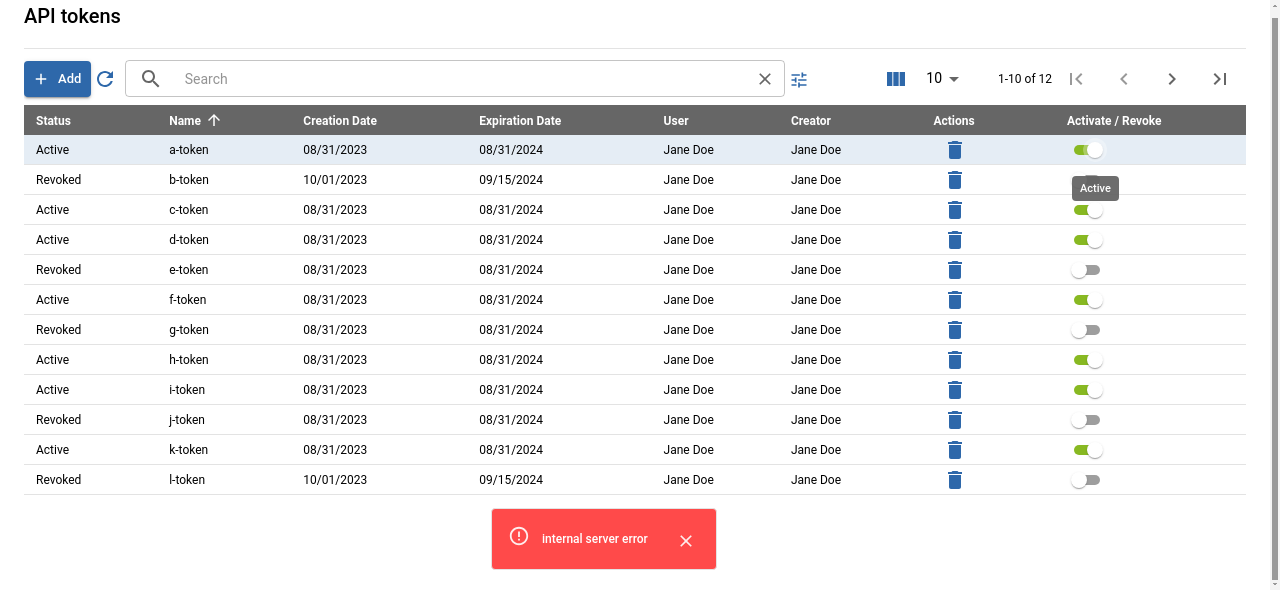 API tokens
Add Search 10 1-10 of 12
Status Name Creation Date Expiration Date User Creator Actions Activate / Revoke
Active a-token 08/31/2023 08/31/2024 Jane Doe Jane Doe
Revoked b-token 10/01/2023 09/15/2024 Jane Doe Jane Doe
Active
Active c-token 08/31/2023 08/31/2024 Jane Doe Jane Doe
Active d-token 08/31/2023 08/31/2024 Jane Doe Jane Doe
Revoked e-token 08/31/2023 08/31/2024 Jane Doe Jane Doe
Active f-token 08/31/2023 08/31/2024 Jane Doe Jane Doe
Revoked g-token 08/31/2023 08/31/2024 Jane Doe Jane Doe
Active h-token 08/31/2023 08/31/2024 Jane Doe Jane Doe
Active i-token 08/31/2023 08/31/2024 Jane Doe Jane Doe
Revoked j-token 08/31/2023 08/31/2024 Jane Doe Jane Doe
Active k-token 08/31/2023 08/31/2024 Jane Doe Jane Doe
Revoked l-token 10/01/2023 09/15/2024 Jane Doe Jane Doe
internal server error